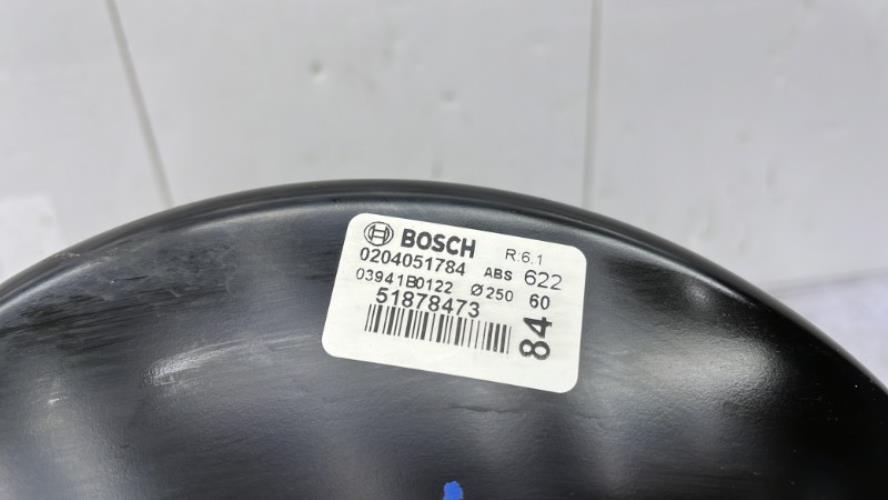 BOSCH R:6.1
0204051784 ABS 622
03941B0122 Ø250 60
51878473
84